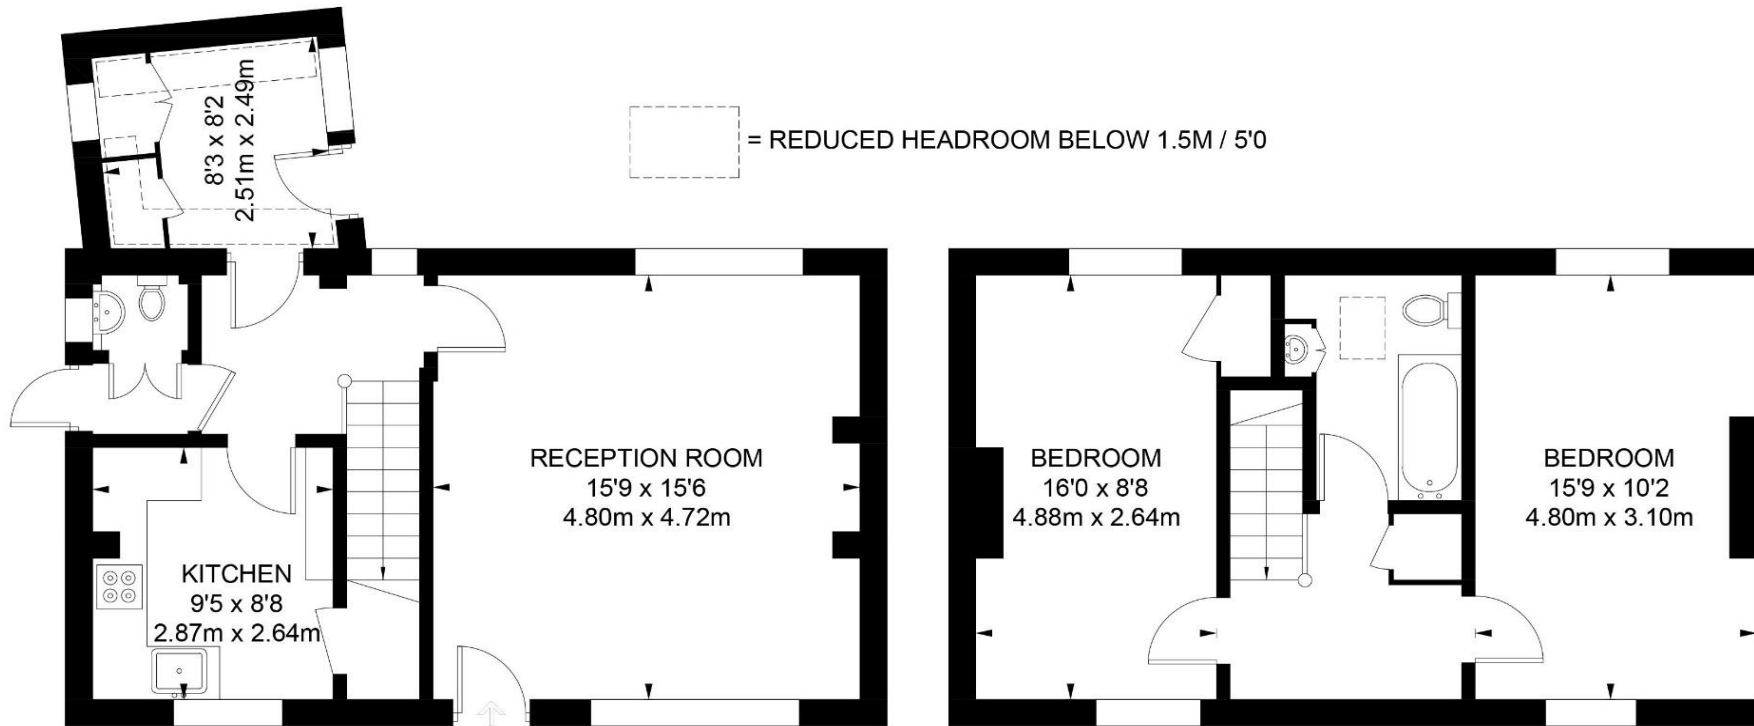 8'3 x 8'2
2.51m x 2.49m
= REDUCED HEADROOM BELOW 1.5M / 5'0
RECEPTION ROOM
15'9 x 15'6
4.80m x 4.72m
KITCHEN
9'5 x 8'8
2.87m x 2.64m
BEDROOM
16'0 x 8'8
4.88m x 2.64m
BEDROOM
15'9 x 10'2
4.80m x 3.10m